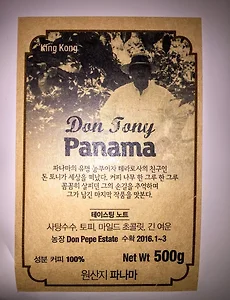 King Kong
Don Tony
Panama
파나마의 유명 농부이자 테라로사의 친구인
돈 토니가 세상을 떠났다. 커피 나무 한 그루 한 그루
꼼꼼히 살피던 그의 손길을 추억하며
그가 남긴 마지막 작품을 맛본다.
테이스팅 노트
사탕수수, 토피, 마일드 초콜릿, 긴 여운
농장 Don Pepe Estate 수확 2016.1~3
성분 커피 100% Net Wt 500g
원산지 파나마